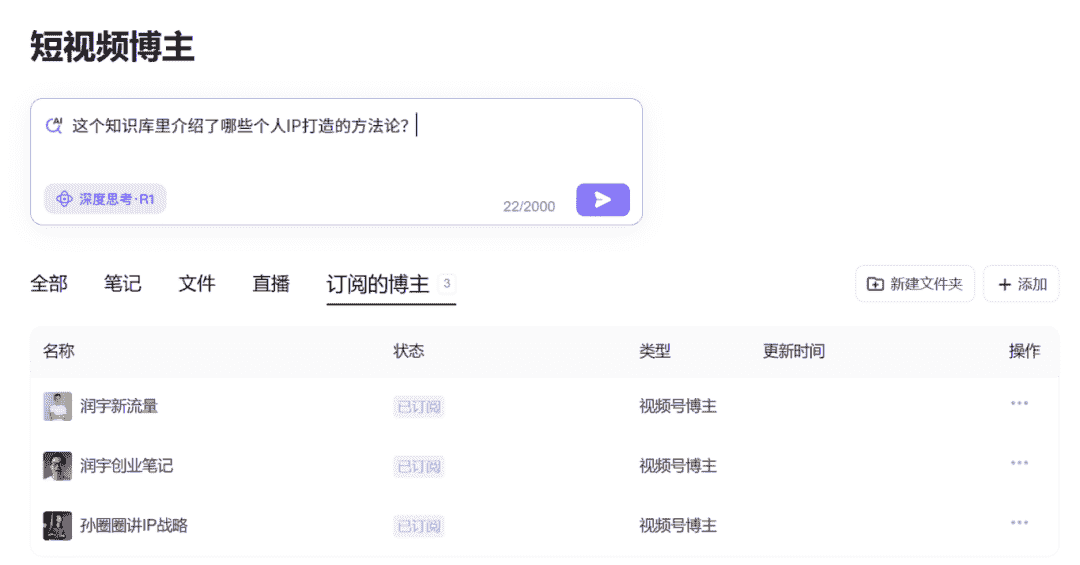 短视频博主
AI 这个知识库里介绍了哪些个人IP打造的方法论？
深度思考·R1
22/2000
全部 笔记 文件 直播 订阅的博主 3
新建文件夹 + 添加
名称 状态 类型 更新时间 操作
润宇新流量 已订阅 视频号博主 ···
润宇创业笔记 已订阅 视频号博主 ···
孙圈圈讲IP战略 已订阅 视频号博主 ···